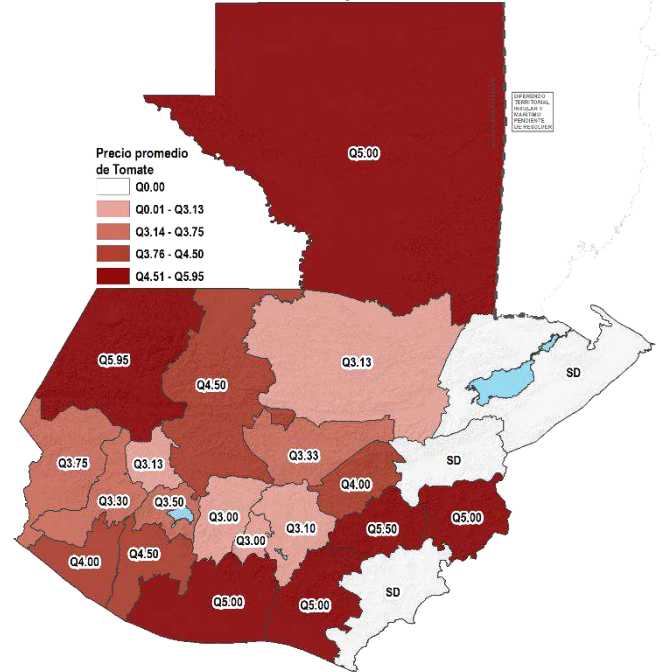 DIFERENDO
TERRITORIAL
INSULAR Y
MARÍTIMO
PENDIENTE
DE RESOLVER
Q5.00
Precio promedio
de Tomate
Q0.00
Q0.01 - Q3.13
Q3.14 - Q3.75
Q3.76 - Q4.50
Q4.51 - Q5.95
Q5.95
Q4.50
Q3.13
SD
Q3.75
Q3.13
Q3.33
SD
Q3.30
Q3.50
Q4.00
Q3.00
Q3.10
Q5.50
Q5.00
Q3.00
Q4.00
Q4.50
Q5.00
Q5.00
SD